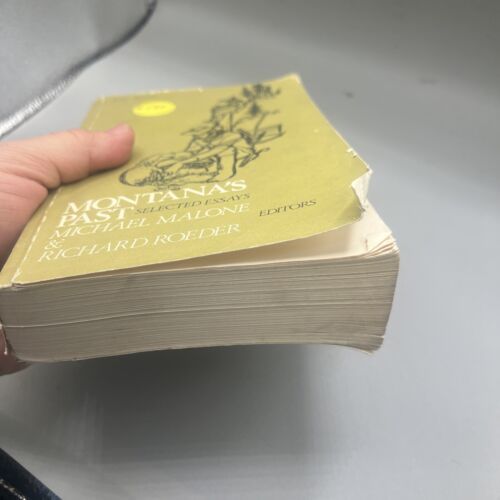 MONTANA'S
PAST SELECTED ESSAYS
MICHAEL MALONE EDITORS
&
RICHARD ROEDER